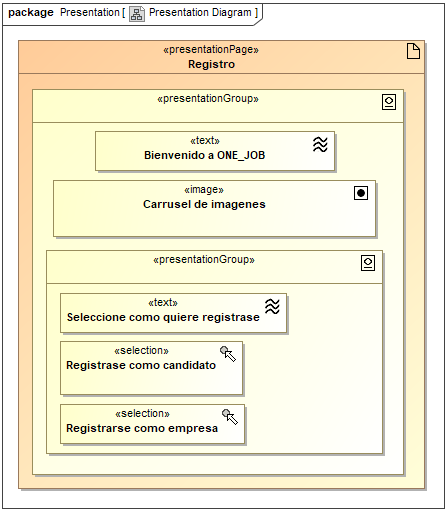 package Presentation [ Presentation Diagram ]
«presentationPage»
Registro
«presentationGroup»
«text»
Bienvenido a ONE_JOB
«image»
Carrusel de imagenes
«presentationGroup»
«text»
Seleccione como quiere registrase
«selection»
Registrase como candidato
«selection»
Registrarse como empresa